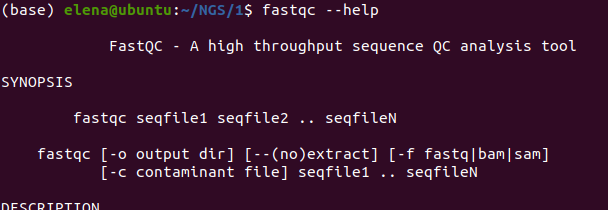 (base) elena@ubuntu:~/NGS/1$ fastqc --help
FastQC - A high throughput sequence QC analysis tool
SYNOPSIS
fastqc seqfile1 seqfile2 .. seqfileN
fastqc [-o output dir] [--(no)extract] [-f fastq|bam|sam]
[-c contaminant file] seqfile1 .. seqfileN
DESCRIPTION